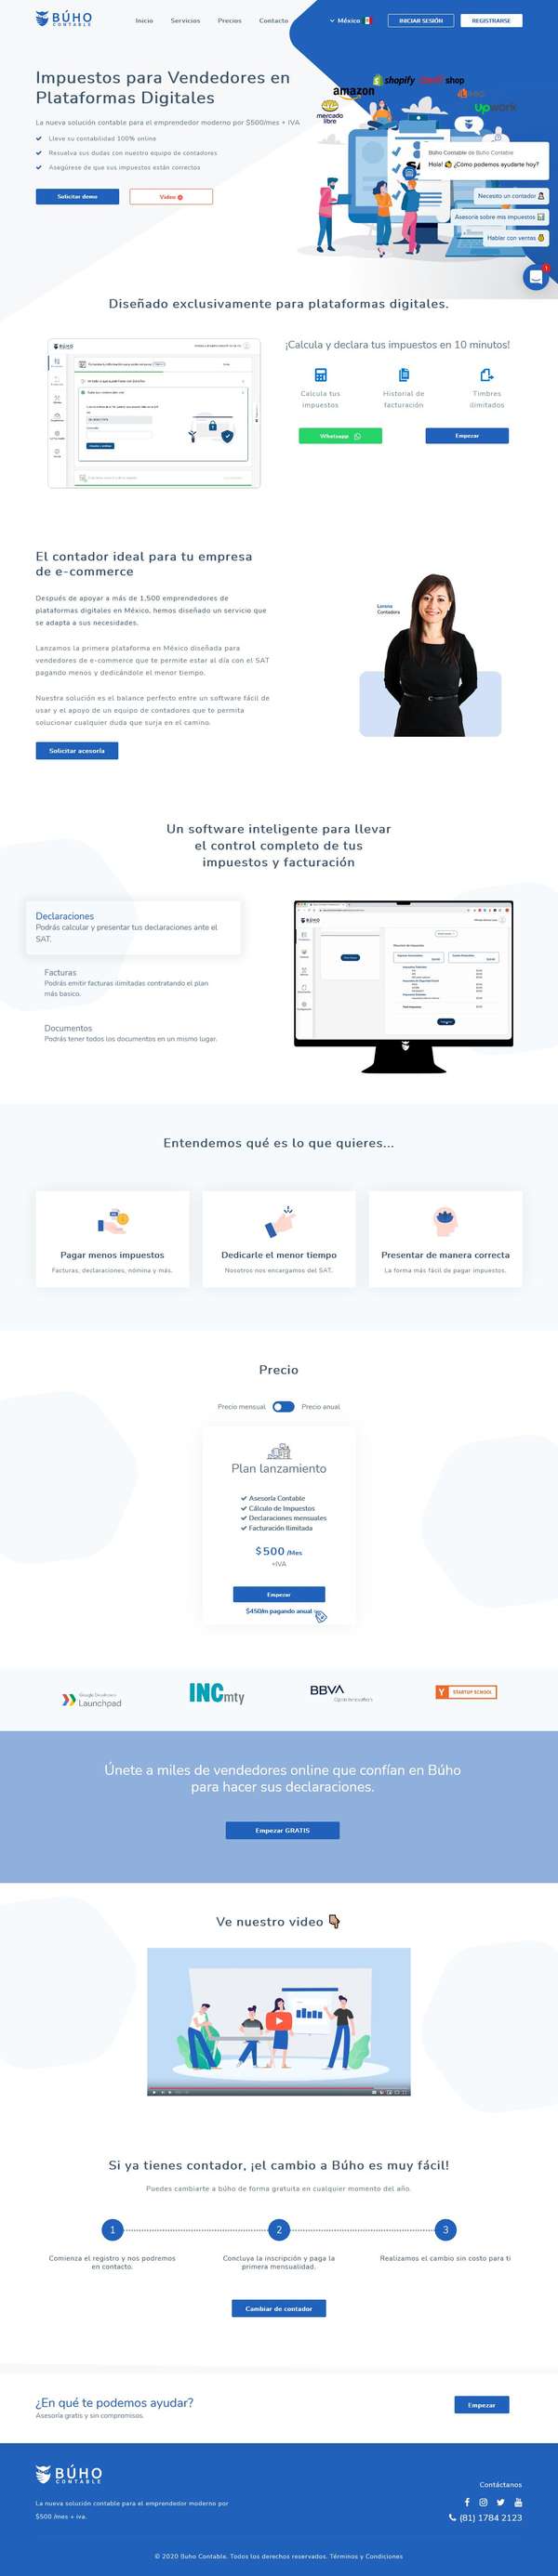 BÚHO
CONTABLE
Inicio
Servicios
Precios
Contacto
México
INICIAR SESIÓN
REGISTRARSE
Impuestos para Vendedores en
Plataformas Digitales
La nueva solución contable para el emprendedor moderno por $500/mes + IVA
Lleve su contabilidad 100% online
Resuelva sus dudas con nuestro equipo de contadores
Asegúrese de que sus impuestos están correctos
Solicitar demo
Video
shopify
shop
amazon
mercado
libre
Upwork
Búho Contable de Buho Contable
Hola! ¿Cómo podemos ayudarte hoy?
Necesito un contador
Asesoria sobre mis impuestos
Hablar con ventas
1
Diseñado exclusivamente para plataformas digitales.
BÚHO
¡Calcula y declara tus impuestos en 10 minutos!
Calcula tus
impuestos
Historial de
facturación
Timbres
ilimitados
Whatsapp
Empezar
El contador ideal para tu empresa
de e-commerce
Después de apoyar a más de 1,500 emprendedores de
plataformas digitales en México, hemos diseñado un servicio que
se adapta a sus necesidades.
Lorena
Contadora
Lanzamos la primera plataforma en México diseñada para
vendedores de e-commerce que te permite estar al día con el SAT
pagando menos y dedicándole el menor tiempo.
Nuestra solución es el balance perfecto entre un software fácil de
usar y el apoyo de un equipo de contadores que te permita
solucionar cualquier duda que surja en el camino.
Solicitar acesoría
Un software inteligente para llevar
el control completo de tus
impuestos y facturación
Declaraciones
Podrás calcular y presentar tus declaraciones ante el
SAT.
Facturas
Podrás emitir facturas ilimitadas contratando el plan
más basico.
Documentos
Podrás tener todos los documentos en un mismo lugar.
BÚHO
Entendemos qué es lo que quieres...
Pagar menos impuestos
Facturas, declaraciones, nómina y más.
Dedicarle el menor tiempo
Nosotros nos encargamos del SAT.
Presentar de manera correcta
La forma más fácil de pagar impuestos.
Precio
Precio mensual
Precio anual
Plan lanzamiento
Asesoría Contable
Cálculo de Impuestos
Declaraciones mensuales
Facturación Ilimitada
$500 /Mes
+IVA
Empezar
$450/m pagando anual
Google Developers
Launchpad
INCmty
BBVA
Open Innovation
Y STARTUP SCHOOL
Únete a miles de vendedores online que confían en Búho
para hacer sus declaraciones.
Empezar GRATIS
Ve nuestro video
Si ya tienes contador, ¡el cambio a Búho es muy fácil!
Puedes cambiarte a búho de forma gratuita en cualquier momento del año.
1
2
3
Comienza el registro y nos podremos
en contacto.
Concluya la inscripción y paga la
primera mensualidad.
Realizamos el cambio sin costo para ti
Cambiar de contador
¿En qué te podemos ayudar?
Asesoría gratis y sin compromisos.
Empezar
BÚHO
CONTABLE
La nueva solución contable para el emprendedor moderno por
$500 /mes + iva.
Contáctanos
(81) 1784 2123
© 2020 Buho Contable. Todos los derechos reservados. Términos y Condiciones